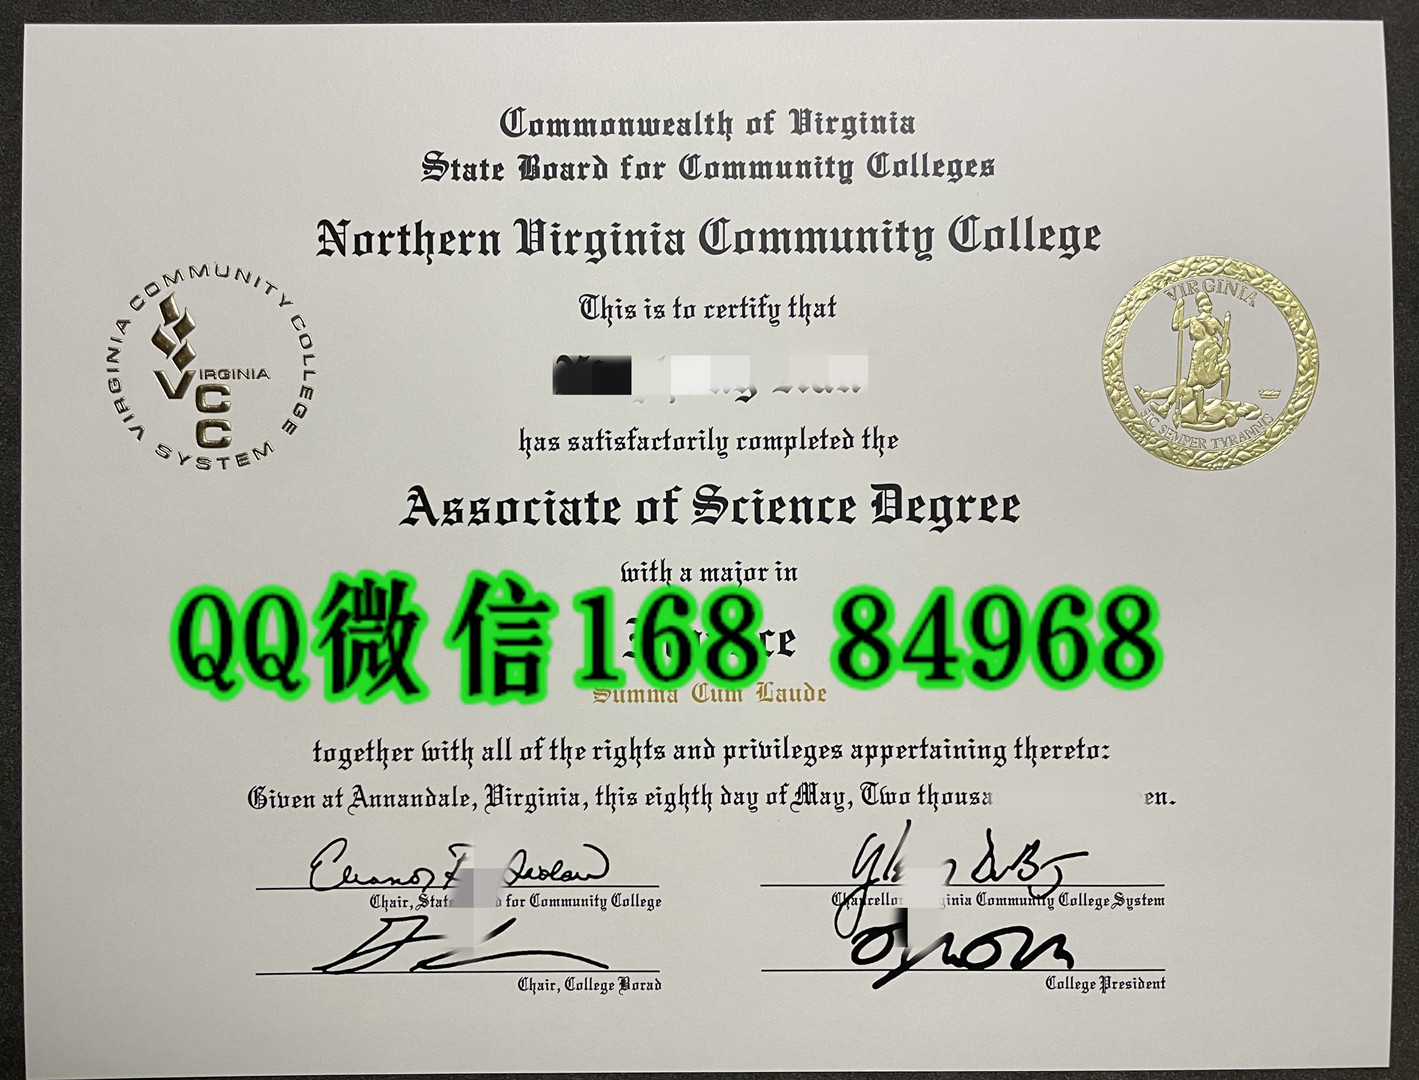 Commonwealth of Virginia
State Board for Community Colleges
Northern Virginia Community College
VIRGINIA COMMUNITY COLLEGE SYSTEM
VIRGINIA
C
C
VIRGINIA
SIC SEMPER TYRANNIS
This is to certify that
has satisfactorily completed the
Associate of Science Degree
with a major in
QQ微信168 84968
Summa Cum Laude
together with all of the rights and privileges appertaining thereto:
Given at Annandale, Virginia, this eighth day of May, Two
Chair, State for Community College
Community College System
Chair, College Borad
College President